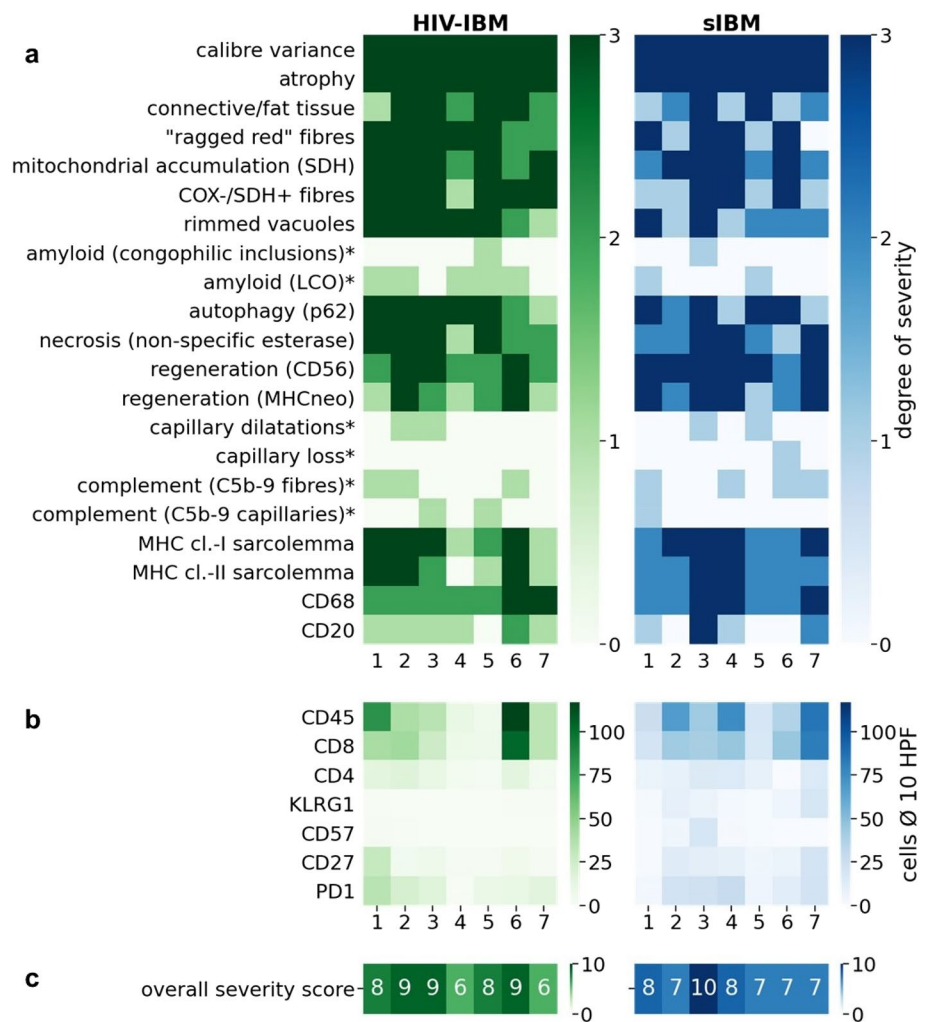 HIV-IBM sIBM
a
calibre variance
atrophy
connective/fat tissue
"ragged red" fibres
mitochondrial accumulation (SDH)
COX-/SDH+ fibres
rimmed vacuoles
amyloid (congophilic inclusions)*
amyloid (LCO)*
autophagy (p62)
necrosis (non-specific esterase)
regeneration (CD56)
regeneration (MHCneo)
capillary dilatations*
capillary loss*
complement (C5b-9 fibres)*
complement (C5b-9 capillaries)*
MHC cl.-I sarcolemma
MHC cl.-II sarcolemma
CD68
CD20
1 2 3 4 5 6 7
3
2
1
0
1 2 3 4 5 6 7
3
2
1
0
degree of severity
b
CD45
CD8
CD4
KLRG1
CD57
CD27
PD1
1 2 3 4 5 6 7
100
75
50
25
0
1 2 3 4 5 6 7
100
75
50
25
0
cells Ø 10 HPF
c
overall severity score
8 9 9 6 8 9 6
10
0
8 7 10 8 7 7 7
10
0